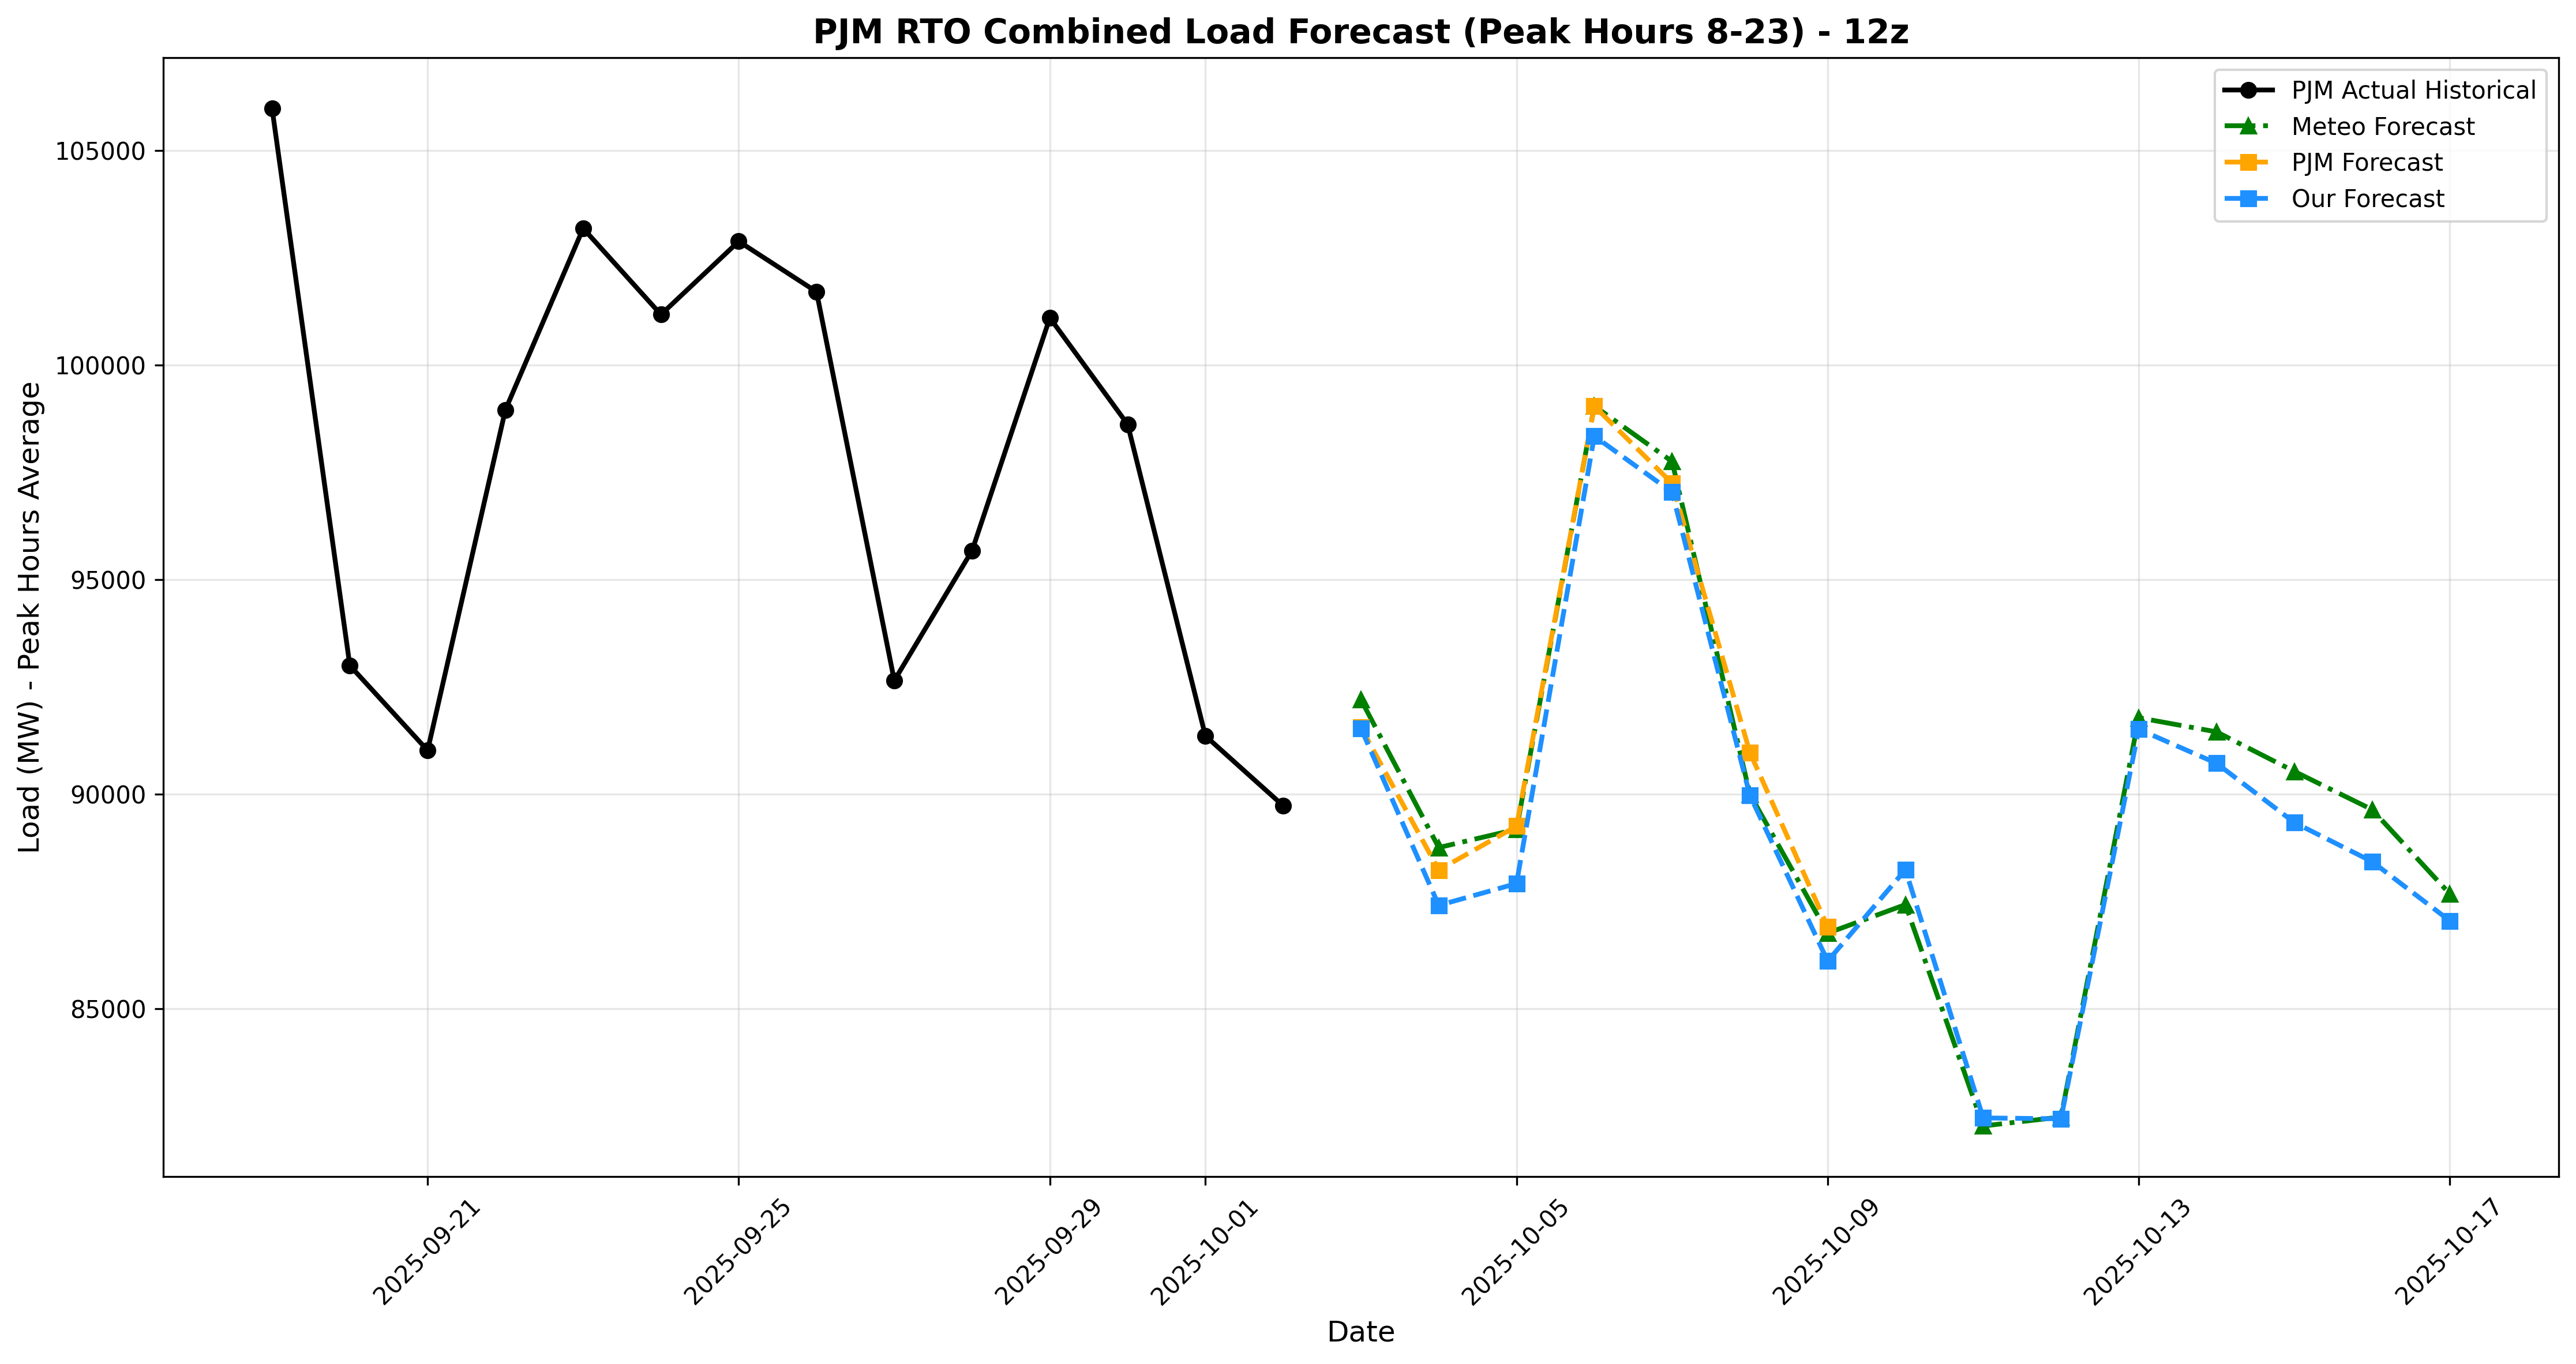 PJM RTO Combined Load Forecast (Peak Hours 8-23) - 12z
PJM Actual Historical
Meteo Forecast
PJM Forecast
Our Forecast
Load (MW) - Peak Hours Average
105000
100000
95000
90000
85000
2025-09-21
2025-09-25
2025-09-29
2025-10-01
2025-10-05
2025-10-09
2025-10-13
2025-10-17
Date